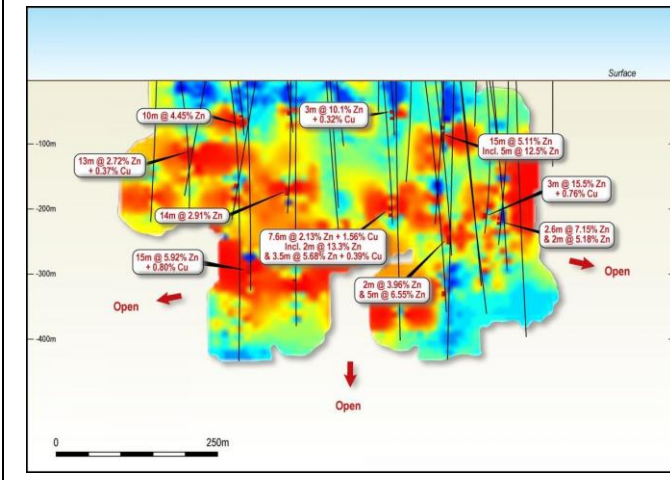 Surface
3m @ 10.1% Zn
+ 0.32% Cu
10m @ 4.45% Zn
-100m
15m @ 5.11% Zn
Incl. 5m @ 12.5% Zn
13m @ 2.72% Zn
+ 0.37% Cu
3m @ 15.5% Zn
+ 0.76% Cu
-200m
14m @ 2.91% Zn
7.6m @ 2.13% Zn + 1.56% Cu
Incl. 2m @ 13.3% Zn
& 3.5m @ 5.68% Zn + 0.39% Cu
2.6m @ 7.15% Zn
& 2m @ 5.18% Zn
15m @ 5.92% Zn
+ 0.80% Cu
-300m
2m @ 3.96% Zn
& 5m @ 6.55% Zn
Open
Open
-400m
Open
0
250m